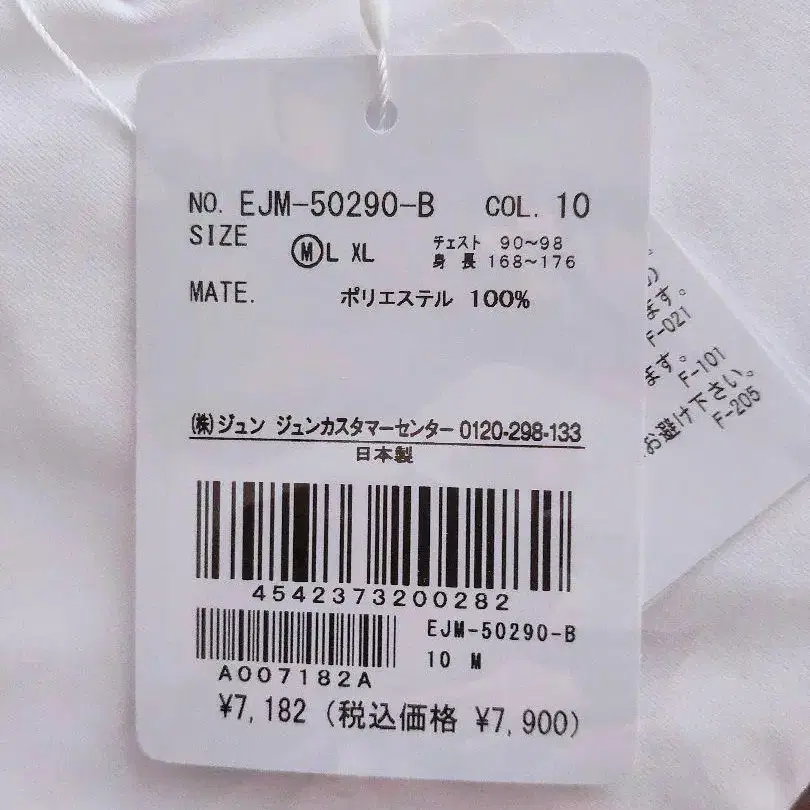 NO. EJM-50290-B COL. 10
SIZE Ⓜ L XL チェスト 90~98
身長 168~176
MATE. ポリエステル 100%
(株)ジュン ジュンカスタマーセンター 0120-298-133
日本製
4542373200282
EJM-50290-B
10 M
A007182A
¥7,182 (税込価格 ¥7,900)
の
ます。
F-021
ます。
F-101
お避け下さい。
F-205